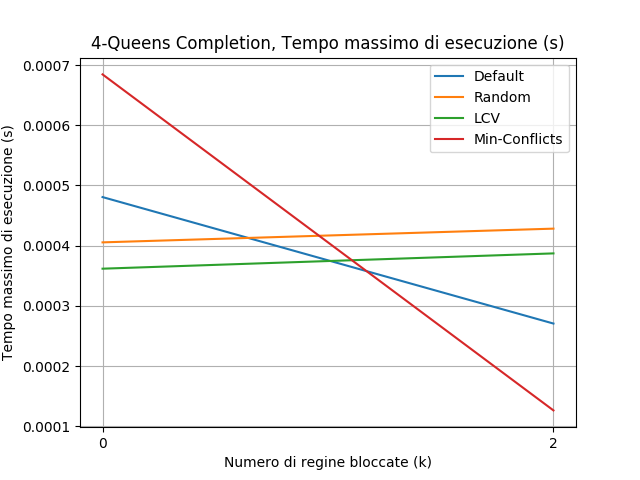 4-Queens Completion, Tempo massimo di esecuzione (s)
Default
Random
LCV
Min-Conflicts
Tempo massimo di esecuzione (s)
0.0007
0.0006
0.0005
0.0004
0.0003
0.0002
0.0001
0
2
Numero di regine bloccate (k)